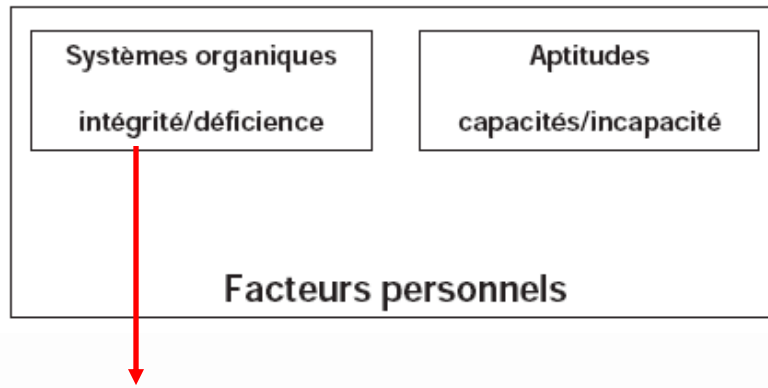 Systèmes organiques
intégrité/déficience
Aptitudes
capacités/incapacité
Facteurs personnels